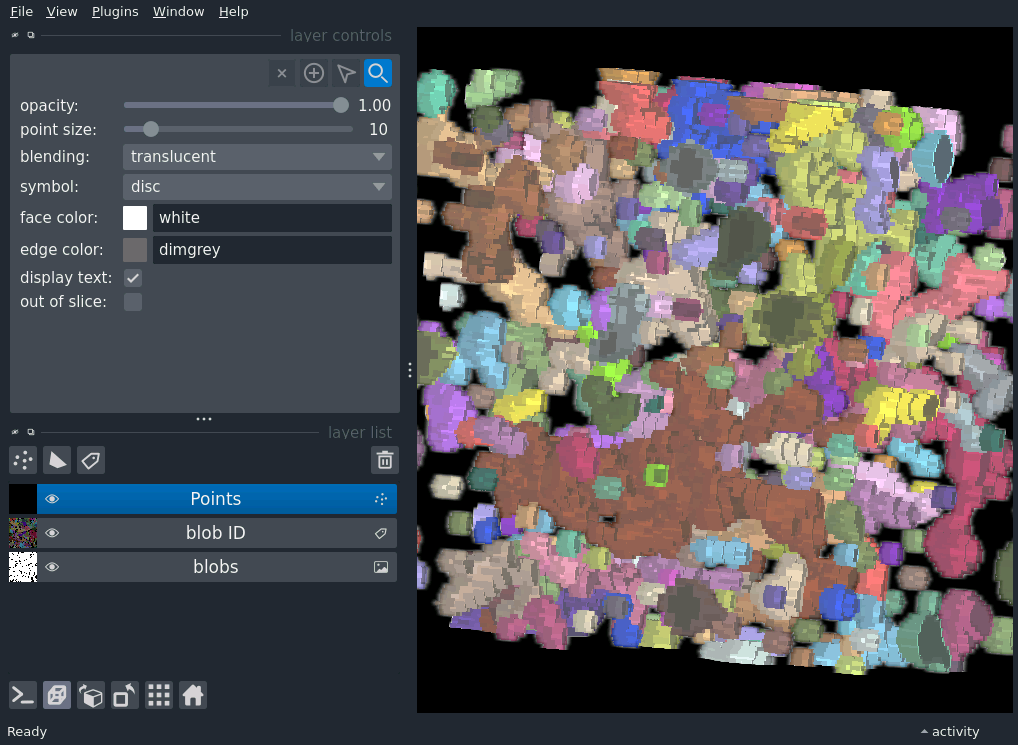 File View Plugins Window Help
layer controls
opacity: 1.00
point size: 10
blending: translucent
symbol: disc
face color: white
edge color: dimgrey
display text:
out of slice:
layer list
Points
blob ID
blobs
Ready
activity